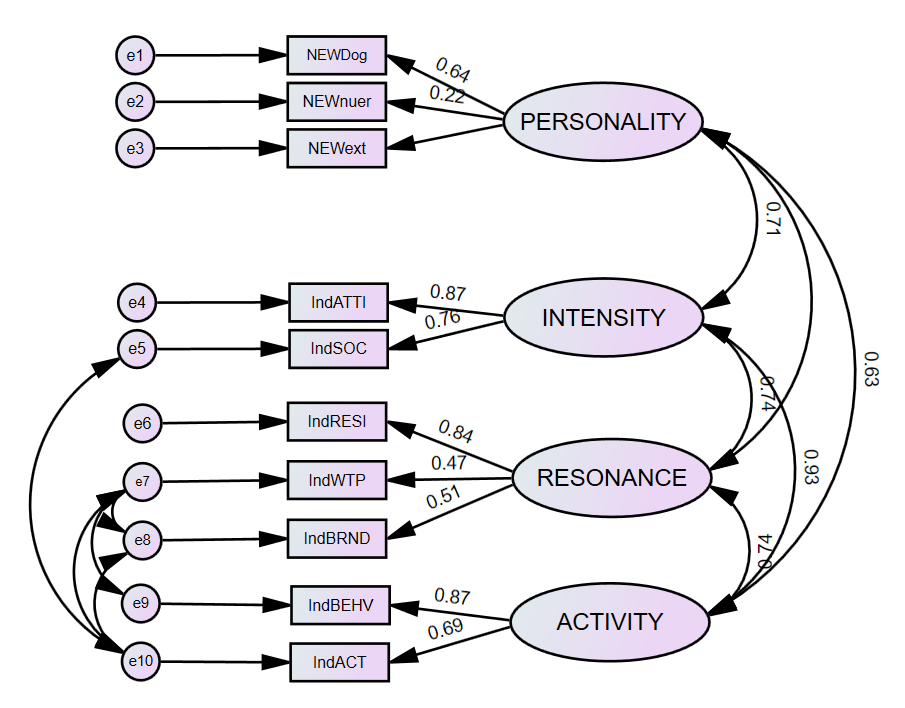 e1 NEWDog 0.64
e2 NEWnuer 0.22 PERSONALITY
e3 NEWext
0.71
e4 IndATTI 0.87 INTENSITY
e5 IndSOC 0.76
0.63
0.74
e6 IndRESI 0.84
0.93
e7 IndWTP 0.47 RESONANCE
e8 IndBRND 0.51
0.74
e9 IndBEHV 0.87 ACTIVITY
e10 IndACT 0.69